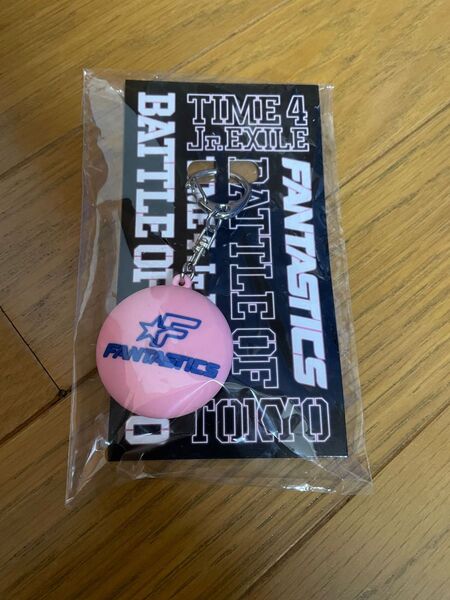 TIME 4
Jr.EXILE
BATTLE OF
TOKYO
FANTASTICS
BATTLE OF
FANTASTICS